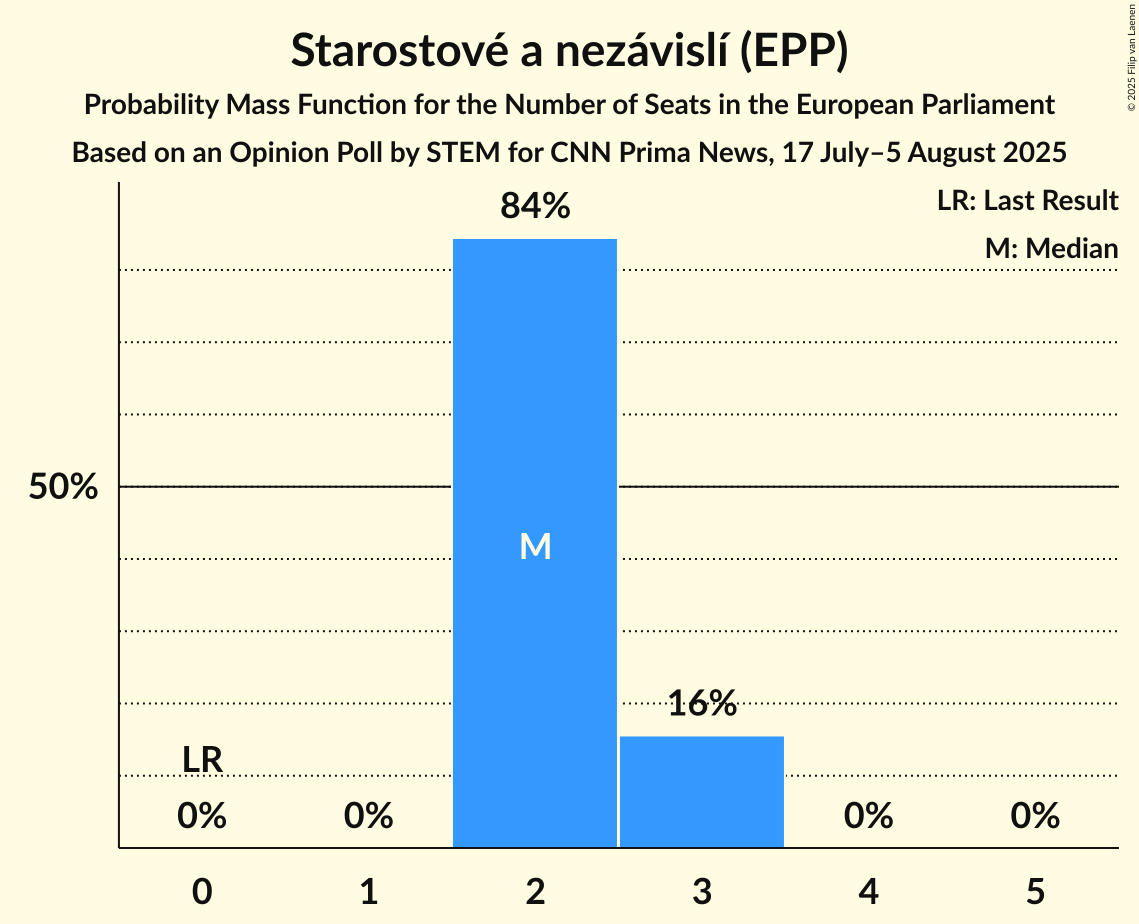 Starostové a nezávislí (EPP)
Probability Mass Function for the Number of Seats in the European Parliament
Based on an Opinion Poll by STEM for CNN Prima News, 17 July–5 August 2025
© 2025 Filip van Laenen
LR: Last Result
M: Median
84%
50%
M
16%
LR
0%
0%
0%
0%
0
1
2
3
4
5